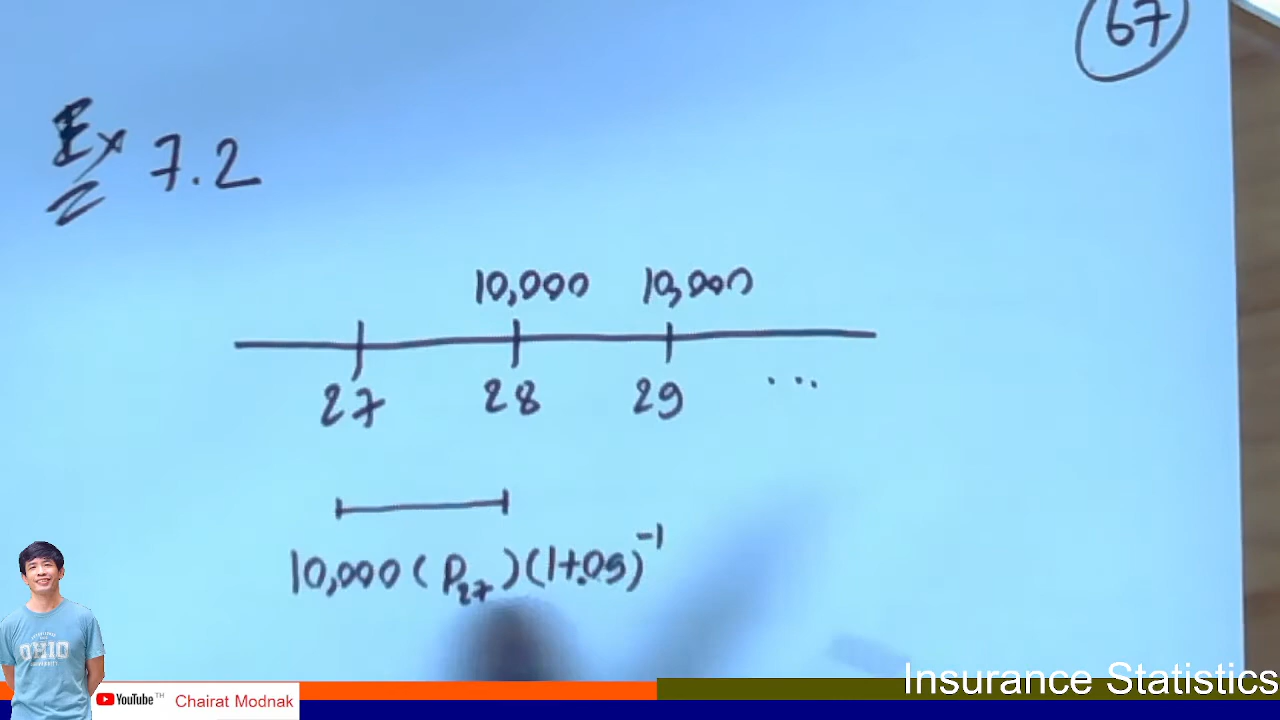 67
Ex 7.2
10,000 10,000
27 28 29 ...
10,000 (P27)(1+.05)^-1
OHIO
YouTube TH Chairat Modnak
Insurance Statistics